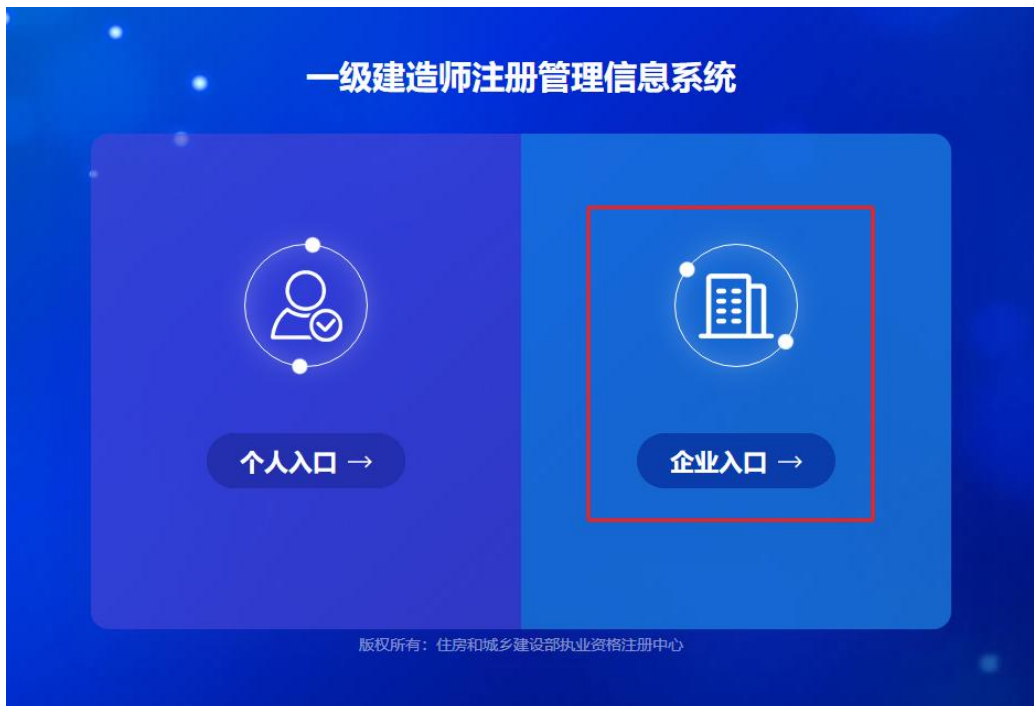 一级建造师注册管理信息系统
个人入口 →
企业入口 →
版权所有：住房和城乡建设部执业资格注册中心